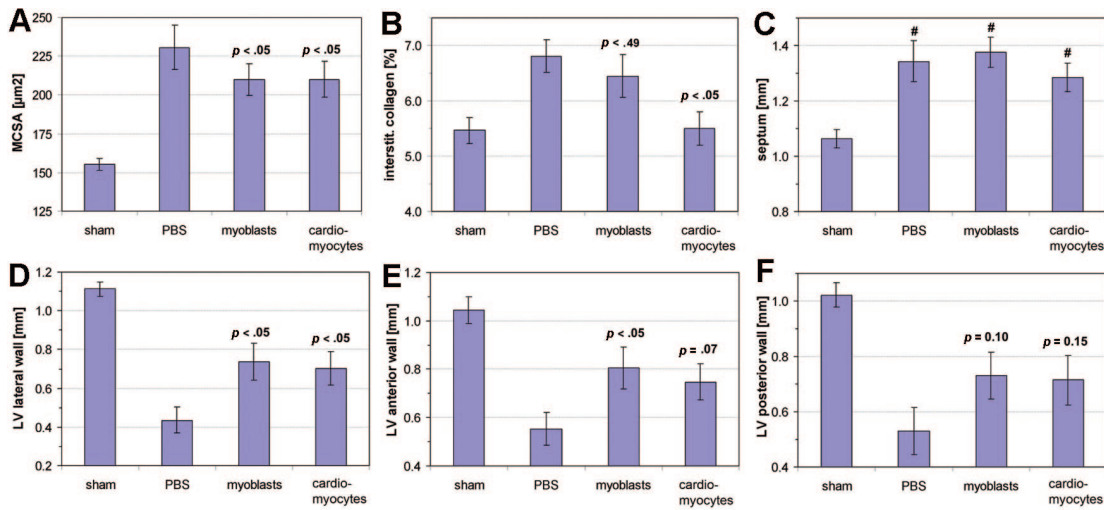 A
MCSA [µm2]
250
225
200
175
150
125
p < .05
p < .05
sham
PBS
myoblasts
cardio-
myocytes
B
interstit. collagen [%]
7.0
6.0
5.0
4.0
p < .49
p < .05
sham
PBS
myoblasts
cardio-
myocytes
C
septum [mm]
1.4
1.2
1.0
0.8
#
#
#
sham
PBS
myoblasts
cardio-
myocytes
D
LV lateral wall [mm]
1.2
1.0
0.8
0.6
0.4
0.2
p < .05
p < .05
sham
PBS
myoblasts
cardio-
myocytes
E
LV anterior wall [mm]
1.2
1.0
0.8
0.6
0.4
p < .05
p = .07
sham
PBS
myoblasts
cardio-
myocytes
F
LV posterior wall [mm]
1.0
0.8
0.6
0.4
p = 0.10
p = 0.15
sham
PBS
myoblasts
cardio-
myocytes